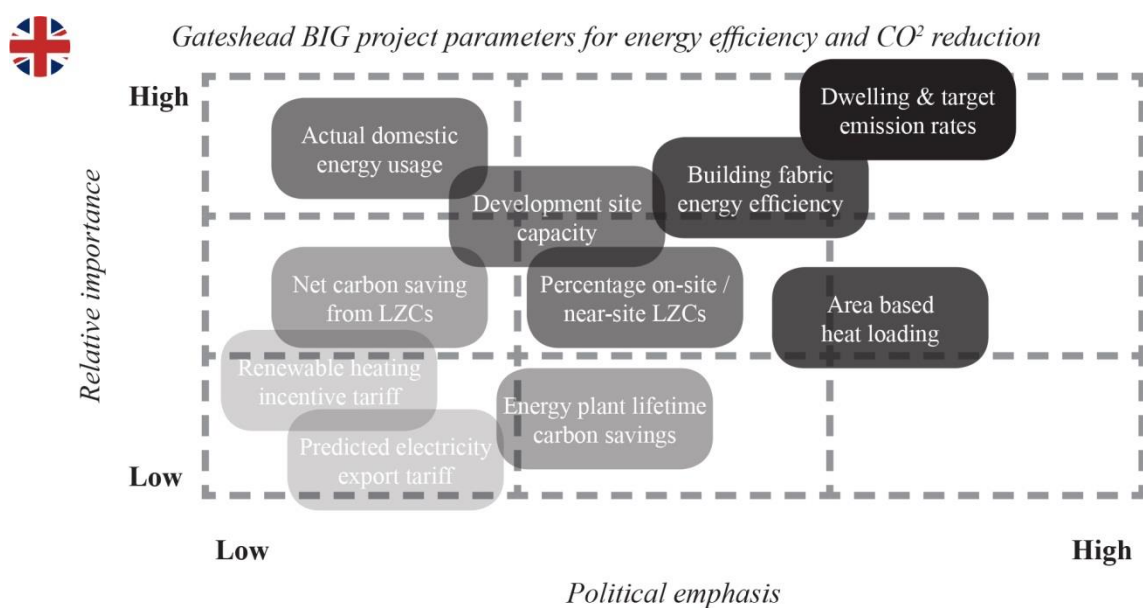 Gateshead BIG project parameters for energy efficiency and CO² reduction
High
Dwelling & target
emission rates
Actual domestic
energy usage
Building fabric
energy efficiency
Development site
capacity
Relative importance
Net carbon saving
from LZCs
Percentage on-site /
near-site LZCs
Area based
heat loading
Renewable heating
incentive tariff
Energy plant lifetime
carbon savings
Predicted electricity
export tariff
Low
Low
High
Political emphasis